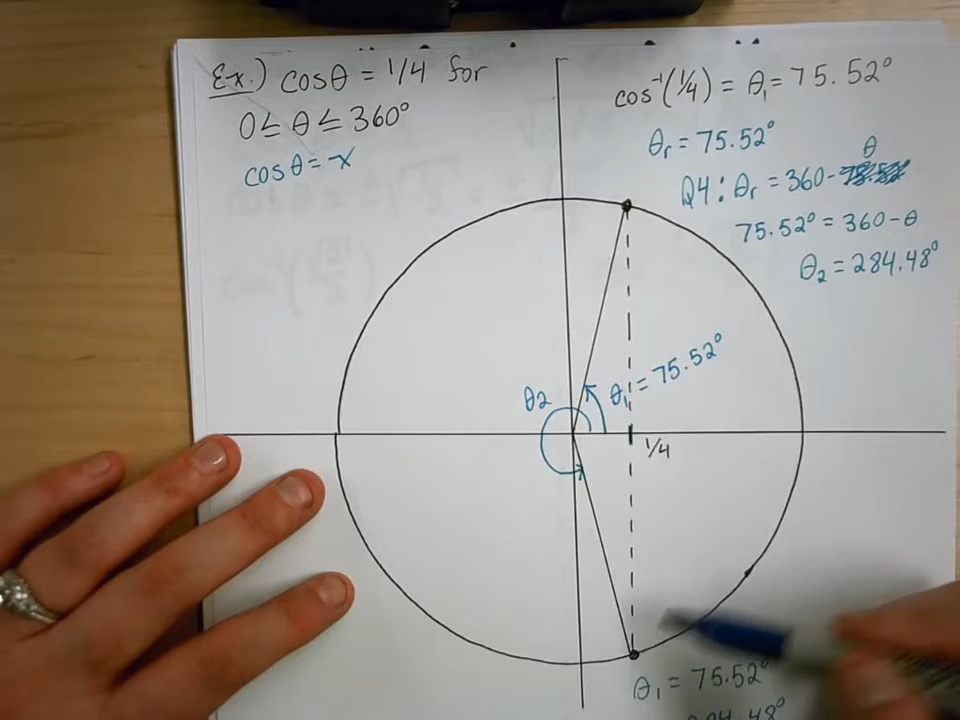 Ex.) cosθ = 1/4 for
0 ≤ θ ≤ 360°
cosθ = x
cos⁻¹(1/4) = θ₁ = 75.52°
θr = 75.52°
θ
Q4: θr = 360 -
75.52° = 360 - θ
θ₂ = 284.48°
θ₁ = 75.52°
θ2
1/4
θ₁ = 75.52°